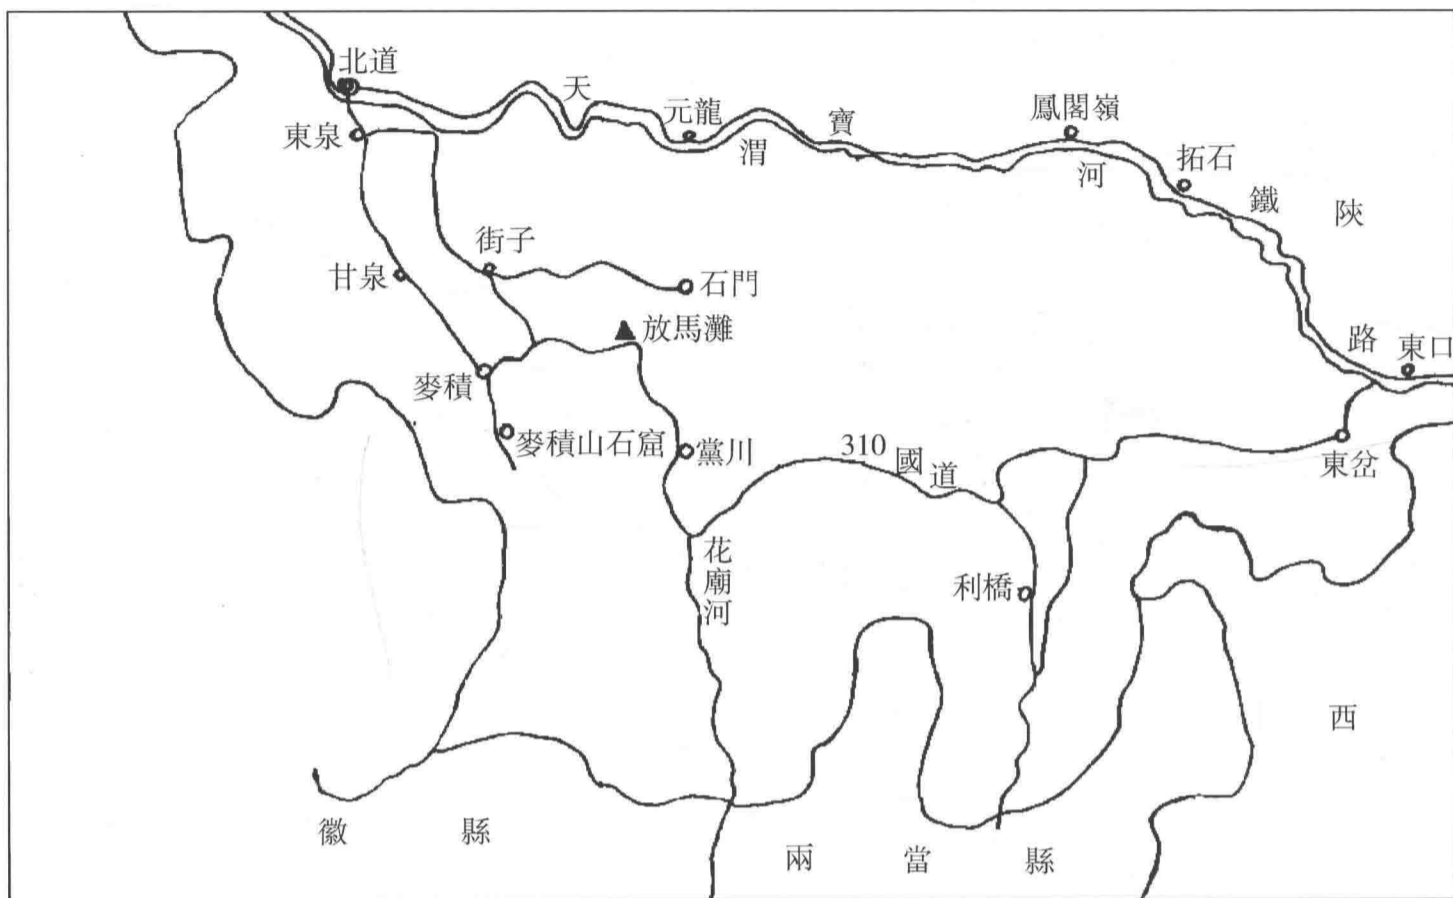 北道
天
寶
鐵
路
元龍
渭
河
鳳閣嶺
拓石
陝
西
東泉
街子
甘泉
石門
放馬灘
東口
麥積
麥積山石窟
黨川
310
國
道
東岔
花
廟
河
利橋
徽
縣
兩
當
縣